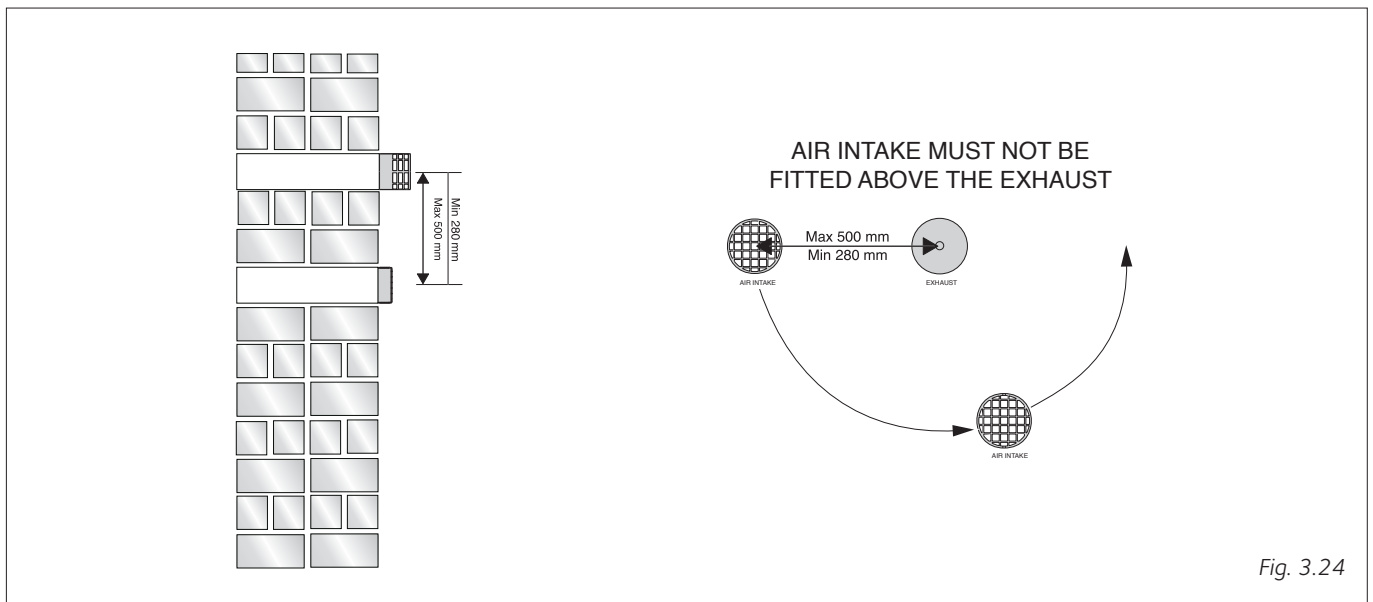 Min 280 mm
Max 500 mm
AIR INTAKE MUST NOT BE
FITTED ABOVE THE EXHAUST
Max 500 mm
Min 280 mm
AIR INTAKE
EXHAUST
AIR INTAKE
Fig. 3.24